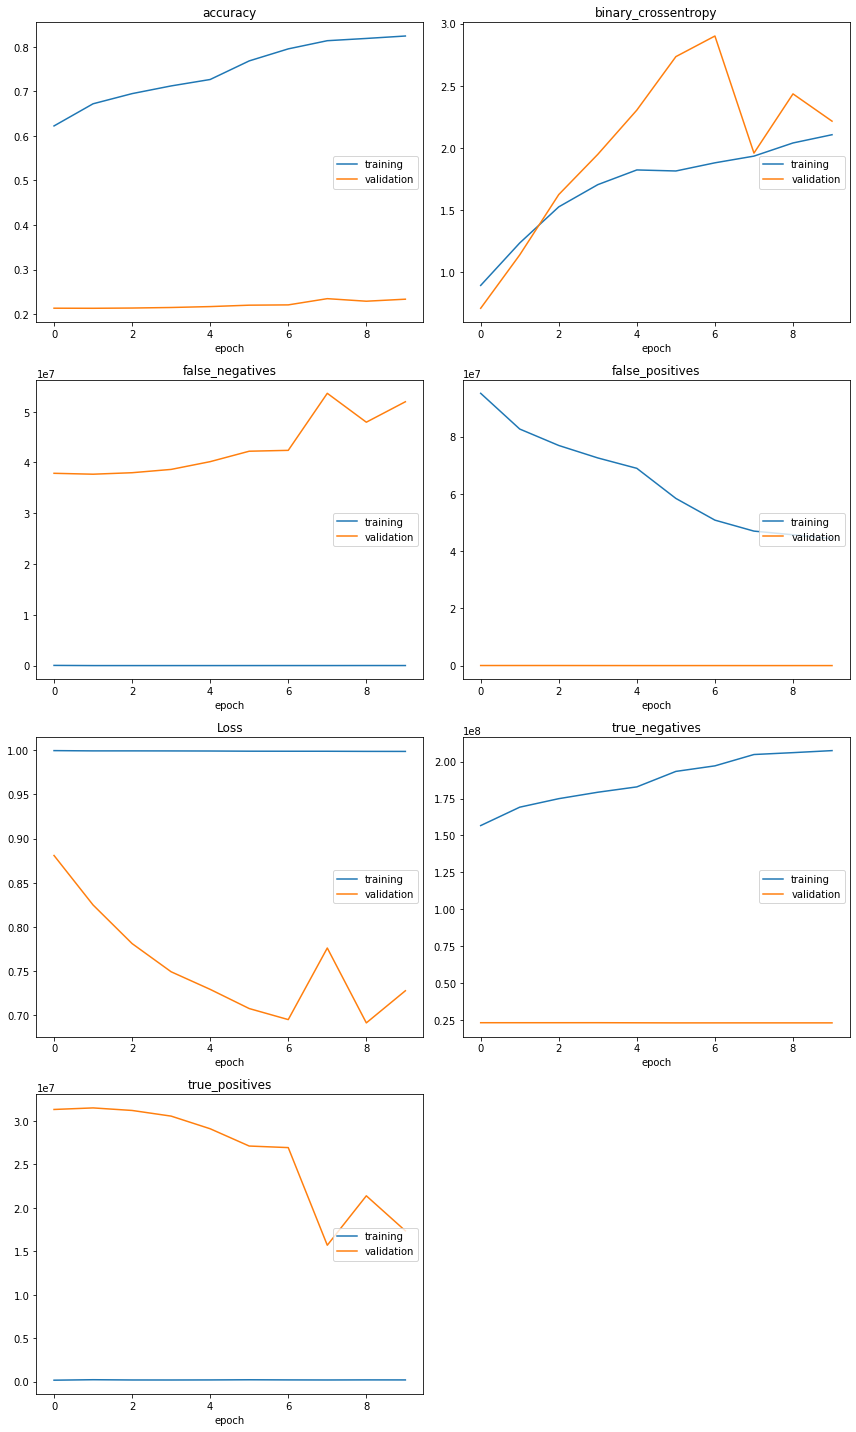 accuracy
0.8
0.7
0.6
0.5
0.4
0.3
0.2
training
validation
0 2 4 6 8
epoch
binary_crossentropy
3.0
2.5
2.0
1.5
1.0
training
validation
0 2 4 6 8
epoch
false_negatives
1e7
5
4
3
2
1
0
training
validation
0 2 4 6 8
epoch
false_positives
1e7
8
6
4
2
0
training
validation
0 2 4 6 8
epoch
Loss
1.00
0.95
0.90
0.85
0.80
0.75
0.70
training
validation
0 2 4 6 8
epoch
true_negatives
1e8
2.00
1.75
1.50
1.25
1.00
0.75
0.50
0.25
training
validation
0 2 4 6 8
epoch
true_positives
1e7
3.0
2.5
2.0
1.5
1.0
0.5
0.0
training
validation
0 2 4 6 8
epoch